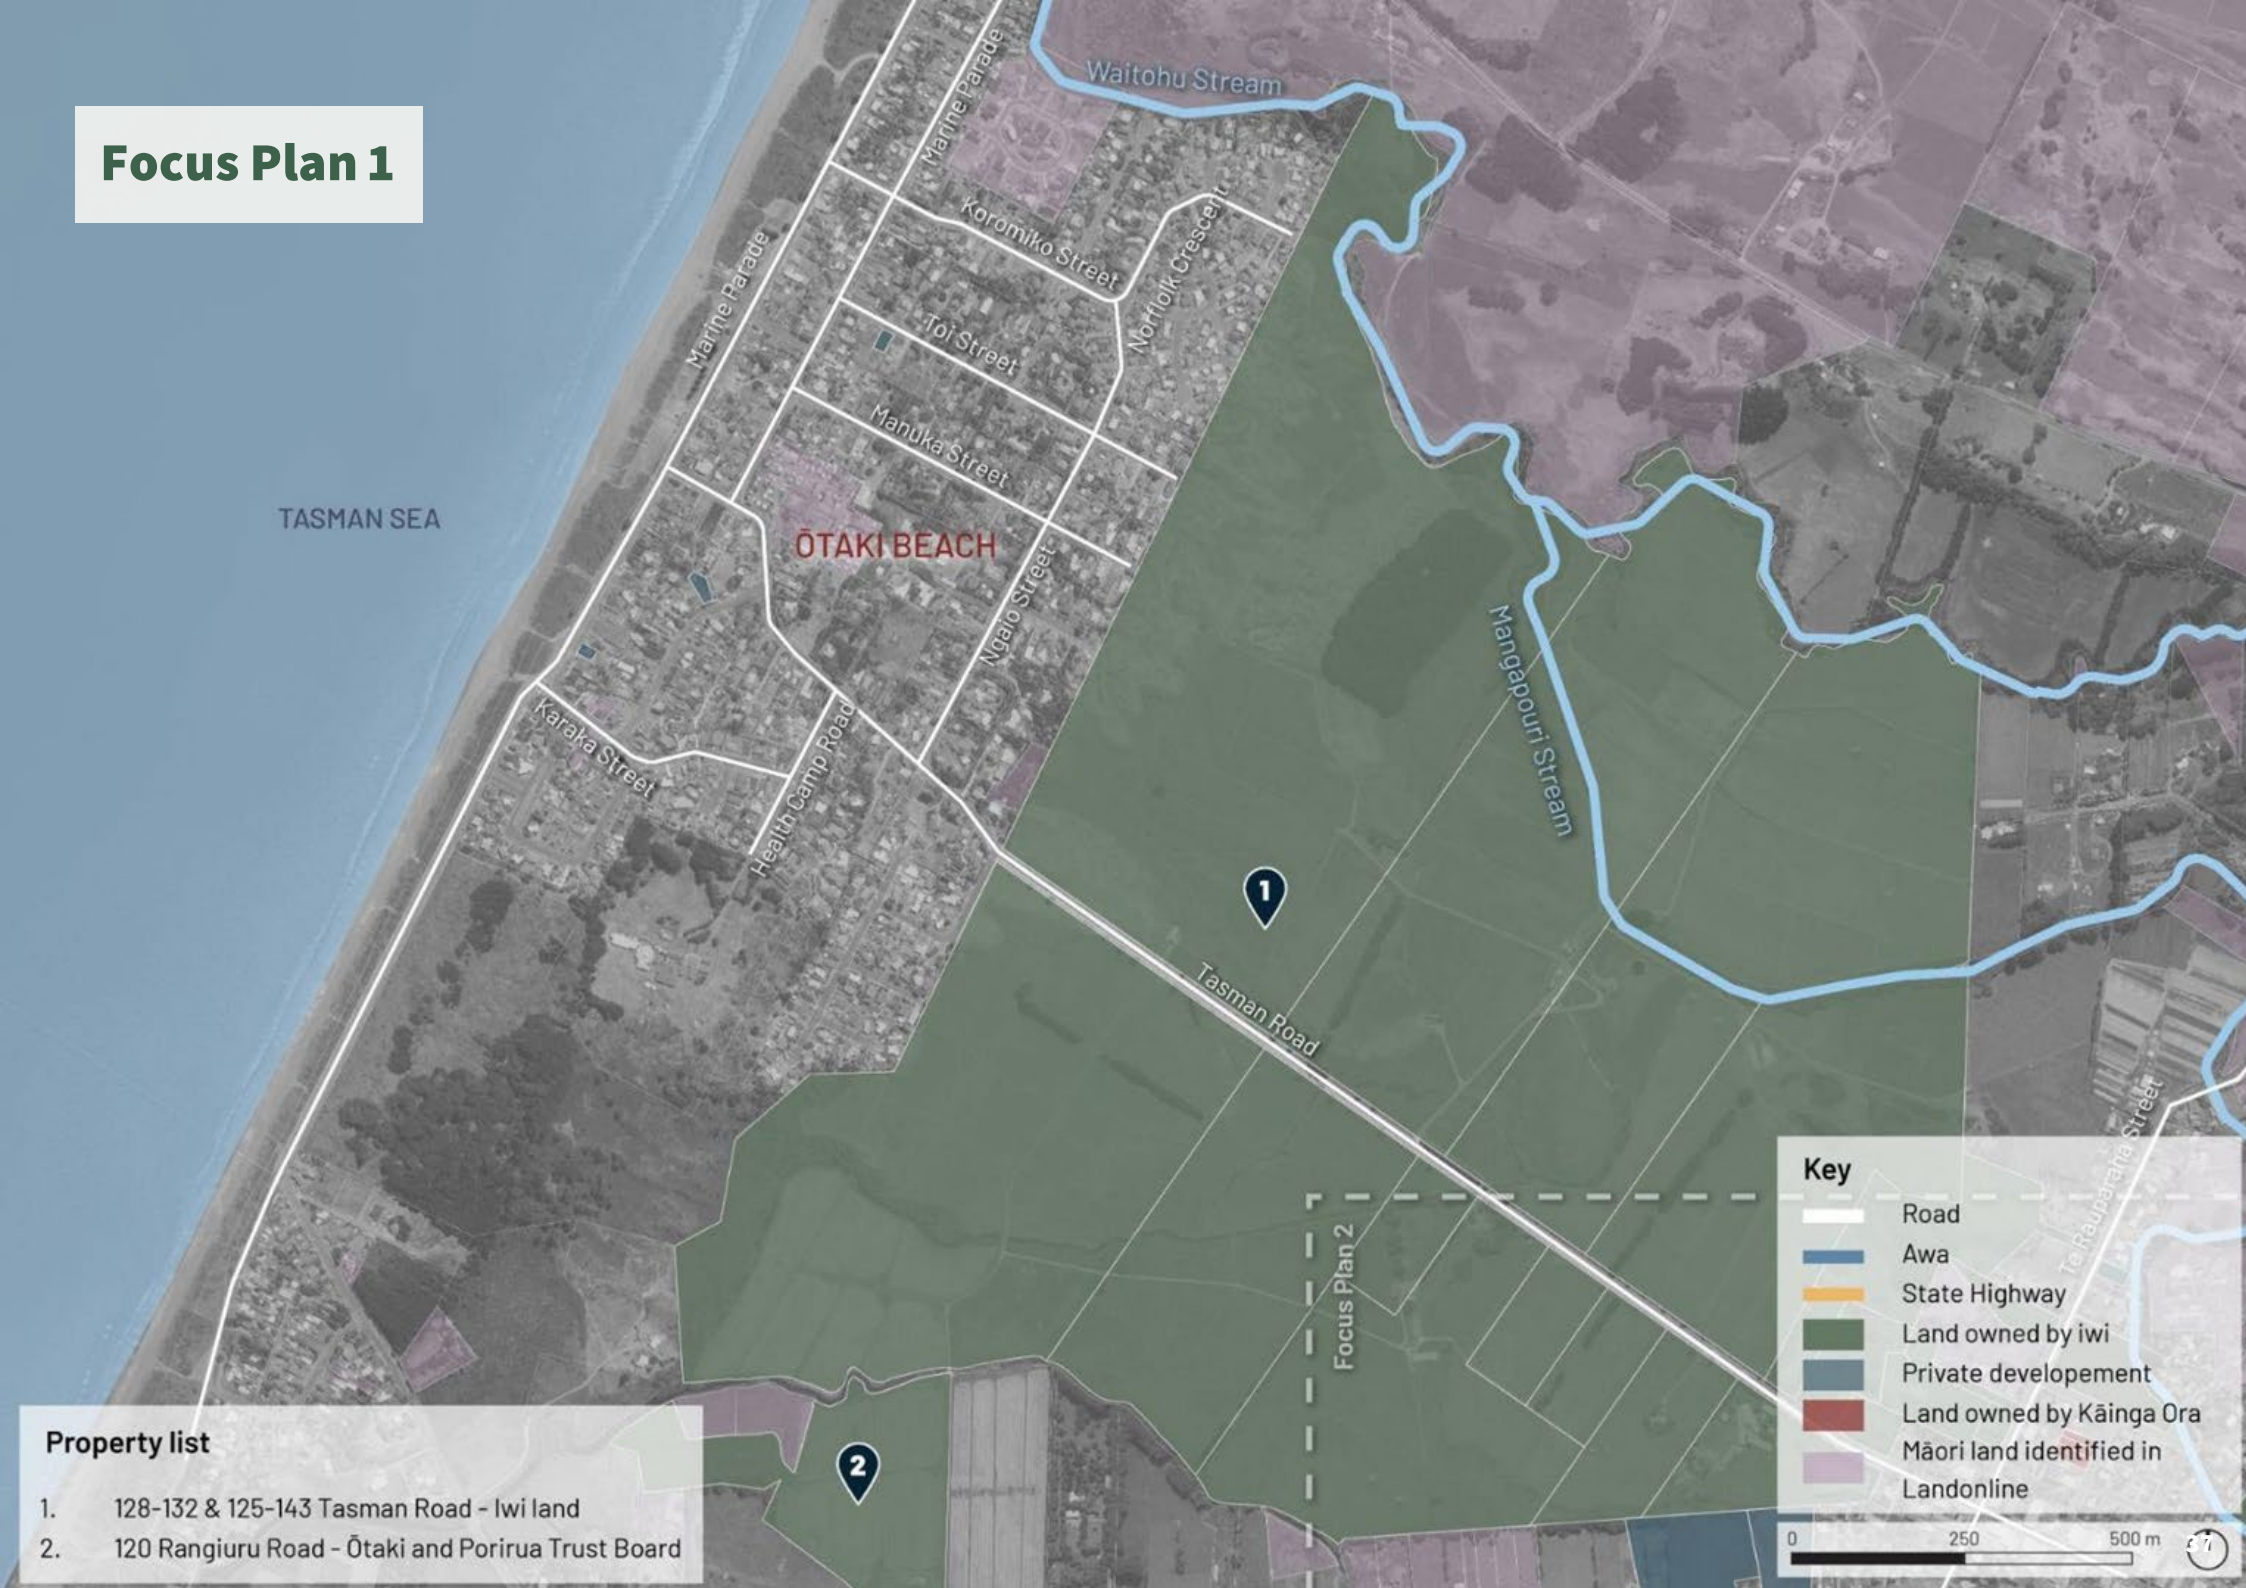 Focus Plan 1
Waitohu Stream
Marine Parade
Koromiko Street
Norflolk Crescent
Marine Parade
Toi Street
Manuka Street
TASMAN SEA
ŌTAKI BEACH
Ngaio Street
Mangapouri Stream
Karaka Street
Health Camp Road
1
Tasman Road
Te Rauparaha Street
Focus Plan 2
Key
Road
Awa
State Highway
Land owned by iwi
Private developement
Land owned by Kāinga Ora
Māori land identified in
Landonline
2
Property list
1. 128-132 & 125-143 Tasman Road - Iwi land
2. 120 Rangiuru Road - Ōtaki and Porirua Trust Board
0 250 500 m